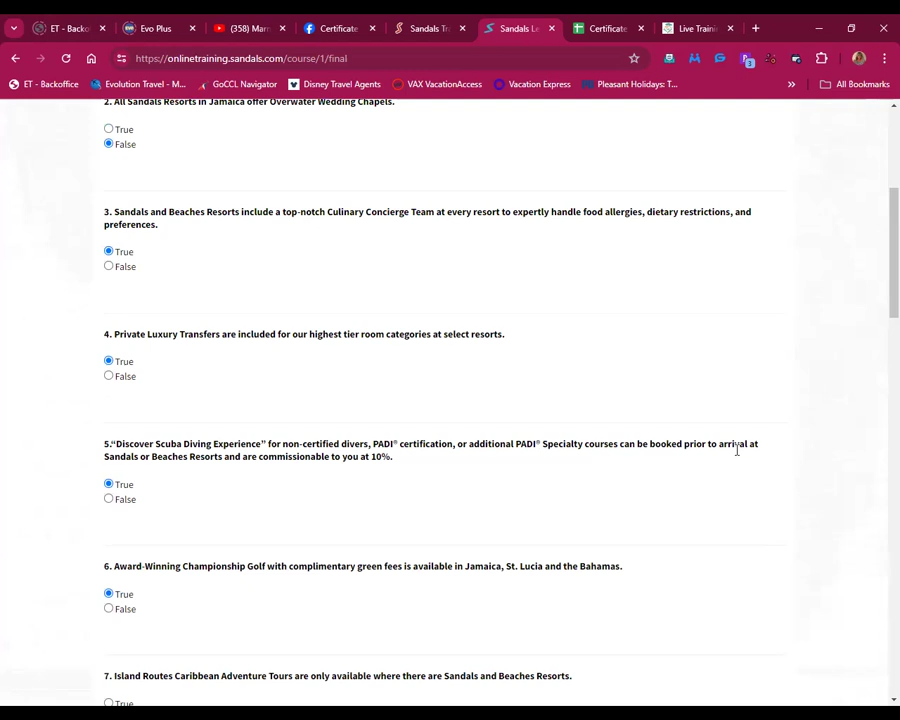 ET - Backo
Evo Plus
(358) Marr
Certificate
Sandals Tr
Sandals Le
Certificate
Live Traini
https://onlinetraining.sandals.com/course/1/final
ET - Backoffice
Evolution Travel - M...
GoCCL Navigator
Disney Travel Agents
VAX VacationAccess
Vacation Express
Pleasant Holidays: T...
All Bookmarks
2. All Sandals Resorts in Jamaica offer Overwater Wedding Chapels.
True
False
3. Sandals and Beaches Resorts include a top-notch Culinary Concierge Team at every resort to expertly handle food allergies, dietary restrictions, and
preferences.
True
False
4. Private Luxury Transfers are included for our highest tier room categories at select resorts.
True
False
5.“Discover Scuba Diving Experience” for non-certified divers, PADI® certification, or additional PADI® Specialty courses can be booked prior to arrival at
Sandals or Beaches Resorts and are commissionable to you at 10%.
True
False
6. Award-Winning Championship Golf with complimentary green fees is available in Jamaica, St. Lucia and the Bahamas.
True
False
7. Island Routes Caribbean Adventure Tours are only available where there are Sandals and Beaches Resorts.
True